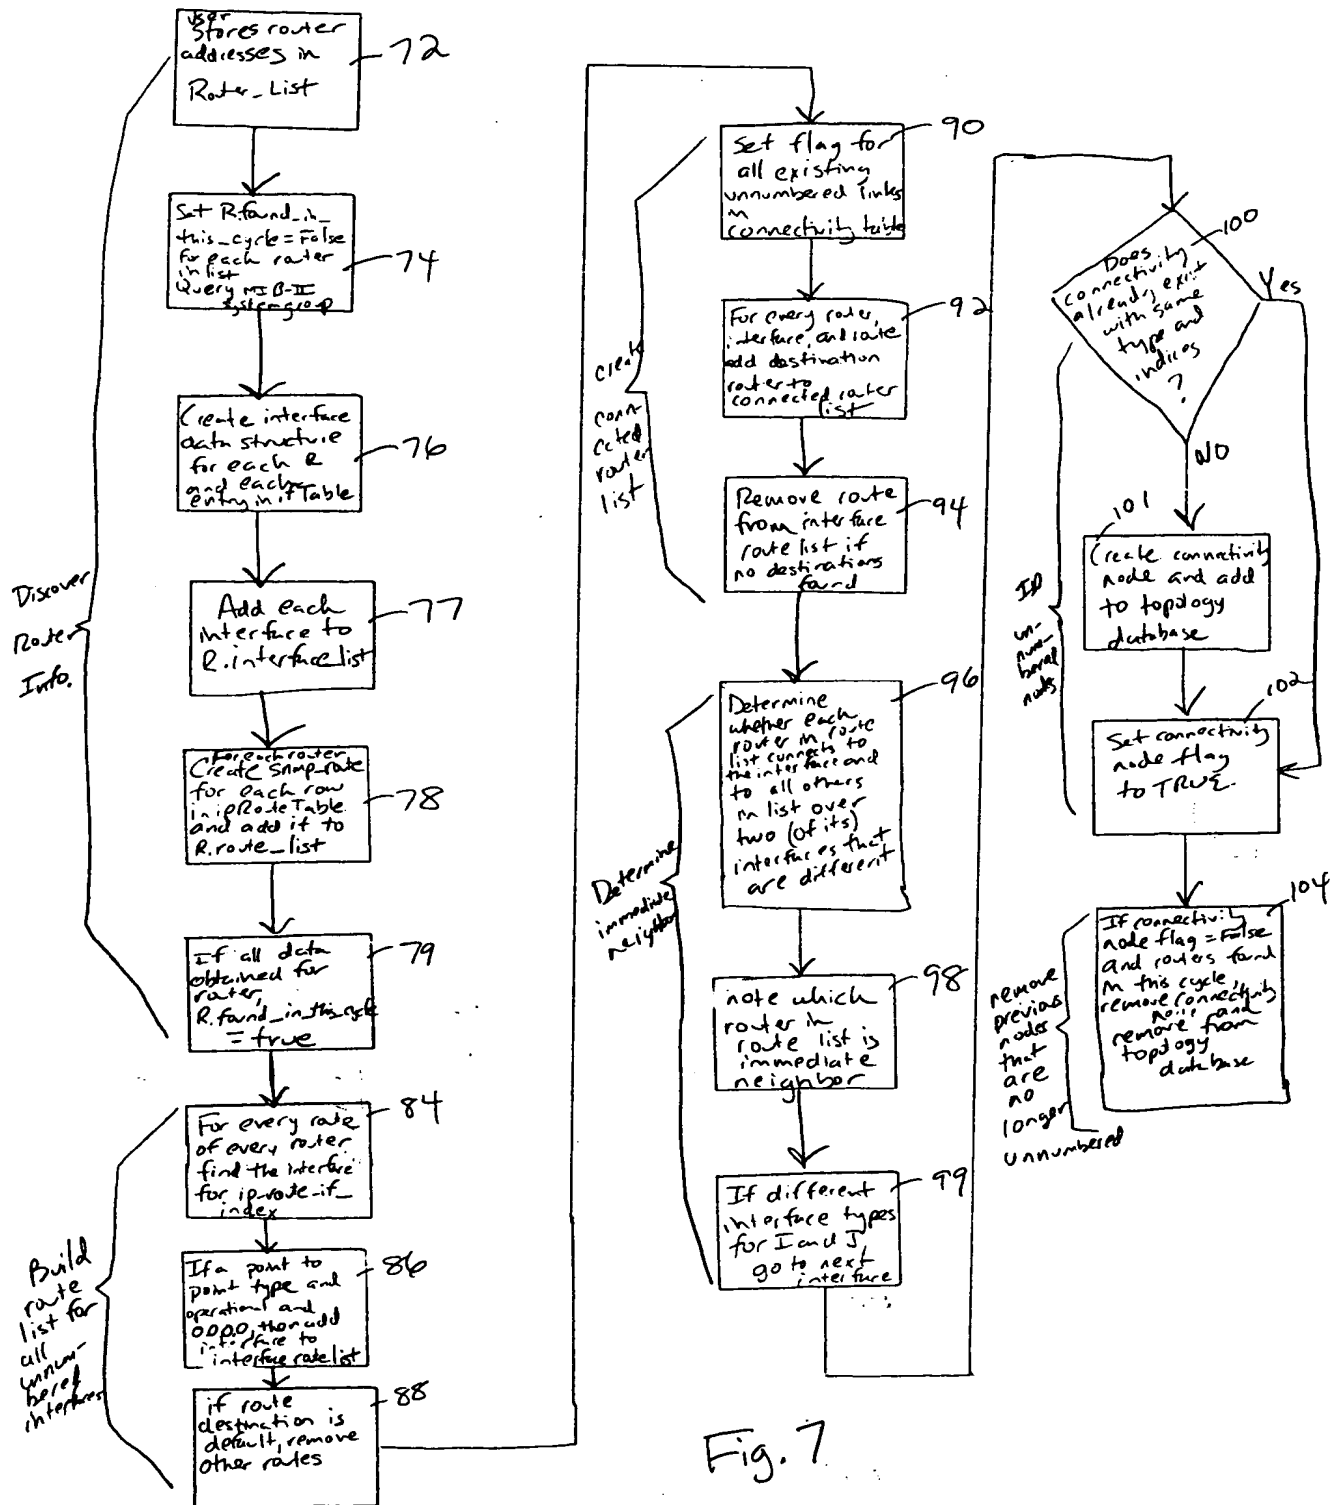 user
stores router
addresses in
Router_List
72
Set R.found_in_
this_cycle=False
for each router
in list
Query MIB-II
system group
74
Create interface
data structure
for each R
and each
entry in ifTable
76
Add each
interface to
R.interface_list
77
For each router
Create snmp_route
for each row
in ipRouteTable
and add it to
R.route_list
78
If all data
obtained for
router,
R.found_in_this_cycle
= true
79
Discover
Router
Info.
For every route
of every router
find the interface
for ip_route_if_
index
84
If a point to
point type and
operational and
0.0.0.0, then add
interface to
interface route list
86
if route
destination is
default, remove
other routes
88
Build
route
list for
all
unnum-
bered
interfaces
Set flag for
all existing
unnumbered links
in
connectivity table
90
For every router,
interface, and route
add destination
router to
connected router
list
92
Remove route
from interface
route list if
no destinations
found
94
create
conn-
ected
router
list
Determine
whether each
router in route
list connects to
the interface and
to all others
in list over
two (of its)
interfaces that
are different
96
note which
router in
route list is
immediate
neighbor
98
If different
interface types
for I and J,
go to next
interface
99
Determine
immediate
neighbor
Does
connectivity
already exist
with same
type and
indices
?
100
Yes
NO
101
Create connectivity
node and add
to topology
database
Set connectivity
node flag
to TRUE.
102
ID
un-
num-
bered
nodes
If connectivity
node flag = False
and routers found
in this cycle,
remove connectivity
node and
remove from
topology
database
104
remove
previous
nodes
that
are
no
longer
unnumbered
Fig. 7